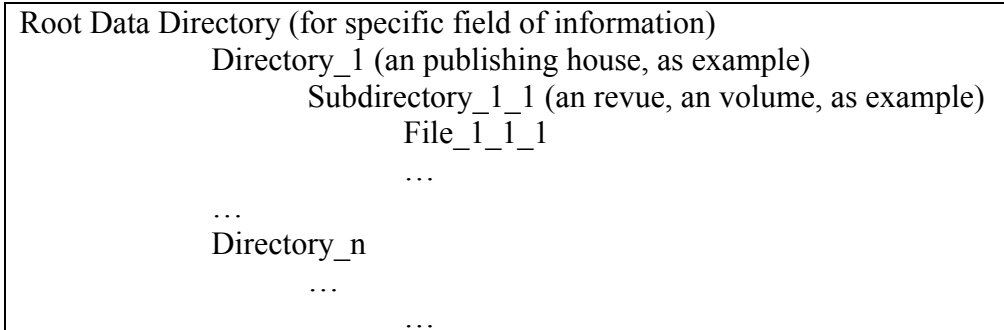 Root Data Directory (for specific field of information)
Directory_1 (an publishing house, as example)
Subdirectory_1_1 (an revue, an volume, as example)
File_1_1_1
…
…
Directory_n
…
…